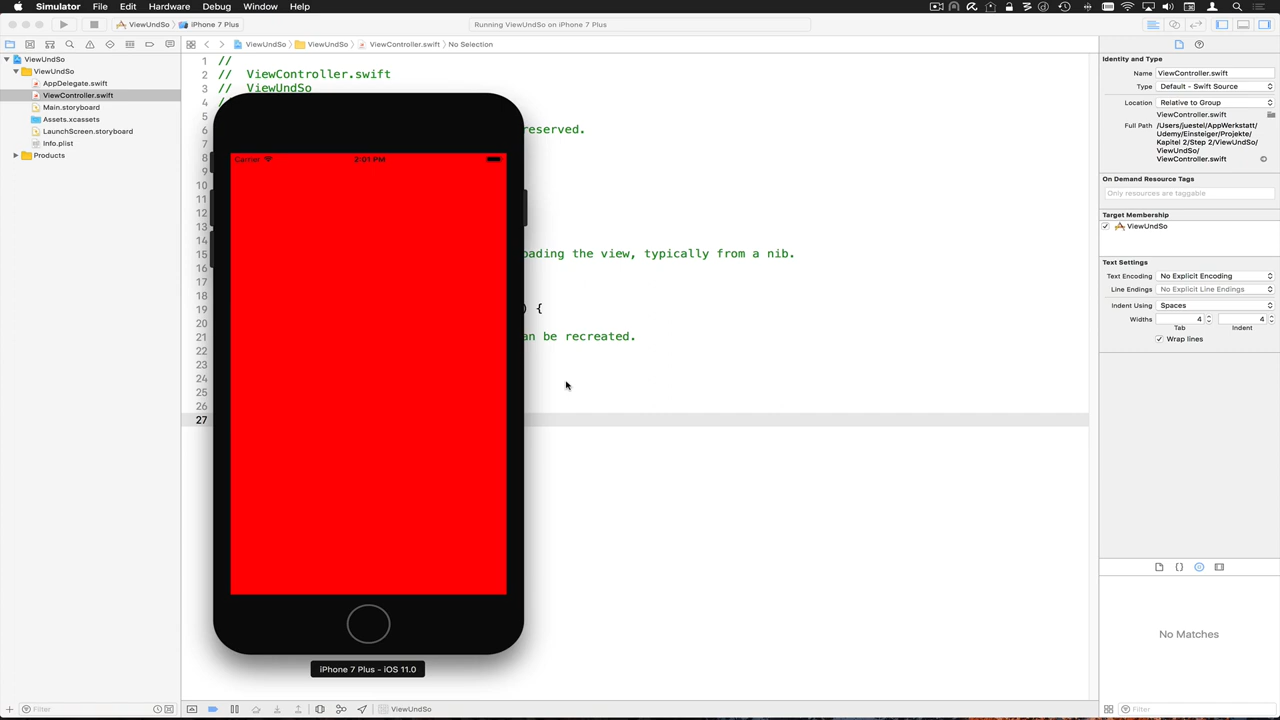 Simulator File Edit Hardware Debug Window Help
ViewUndSo iPhone 7 Plus Running ViewUndSo on iPhone 7 Plus
ViewUndSo ViewUndSo ViewController.swift No Selection
ViewUndSo
ViewUndSo
AppDelegate.swift
ViewController.swift
Main.storyboard
Assets.xcassets
LaunchScreen.storyboard
Info.plist
Products
1 //
2 // ViewController.swift
3 // ViewUndSo
4
6 reserved.
7
8
9
10
11
12
13
14
15 oading the view, typically from a nib.
16
17
18
19 ) {
20
21 an be recreated.
22
23
24
25
26
27
Carrier 2:01 PM
iPhone 7 Plus - iOS 11.0
Identity and Type
Name ViewController.swift
Type Default - Swift Source
Location Relative to Group
ViewController.swift
Full Path /Users/juestel/AppWerkstatt/
Udemy/Einsteiger/Projekte/
Kapitel 2/Step 2/ViewUndSo/
ViewUndSo/
ViewController.swift
On Demand Resource Tags
Only resources are taggable
Target Membership
ViewUndSo
Text Settings
Text Encoding No Explicit Encoding
Line Endings No Explicit Line Endings
Indent Using Spaces
Widths 4 4
Tab Indent
Wrap lines
No Matches
Filter
ViewUndSo
Filter